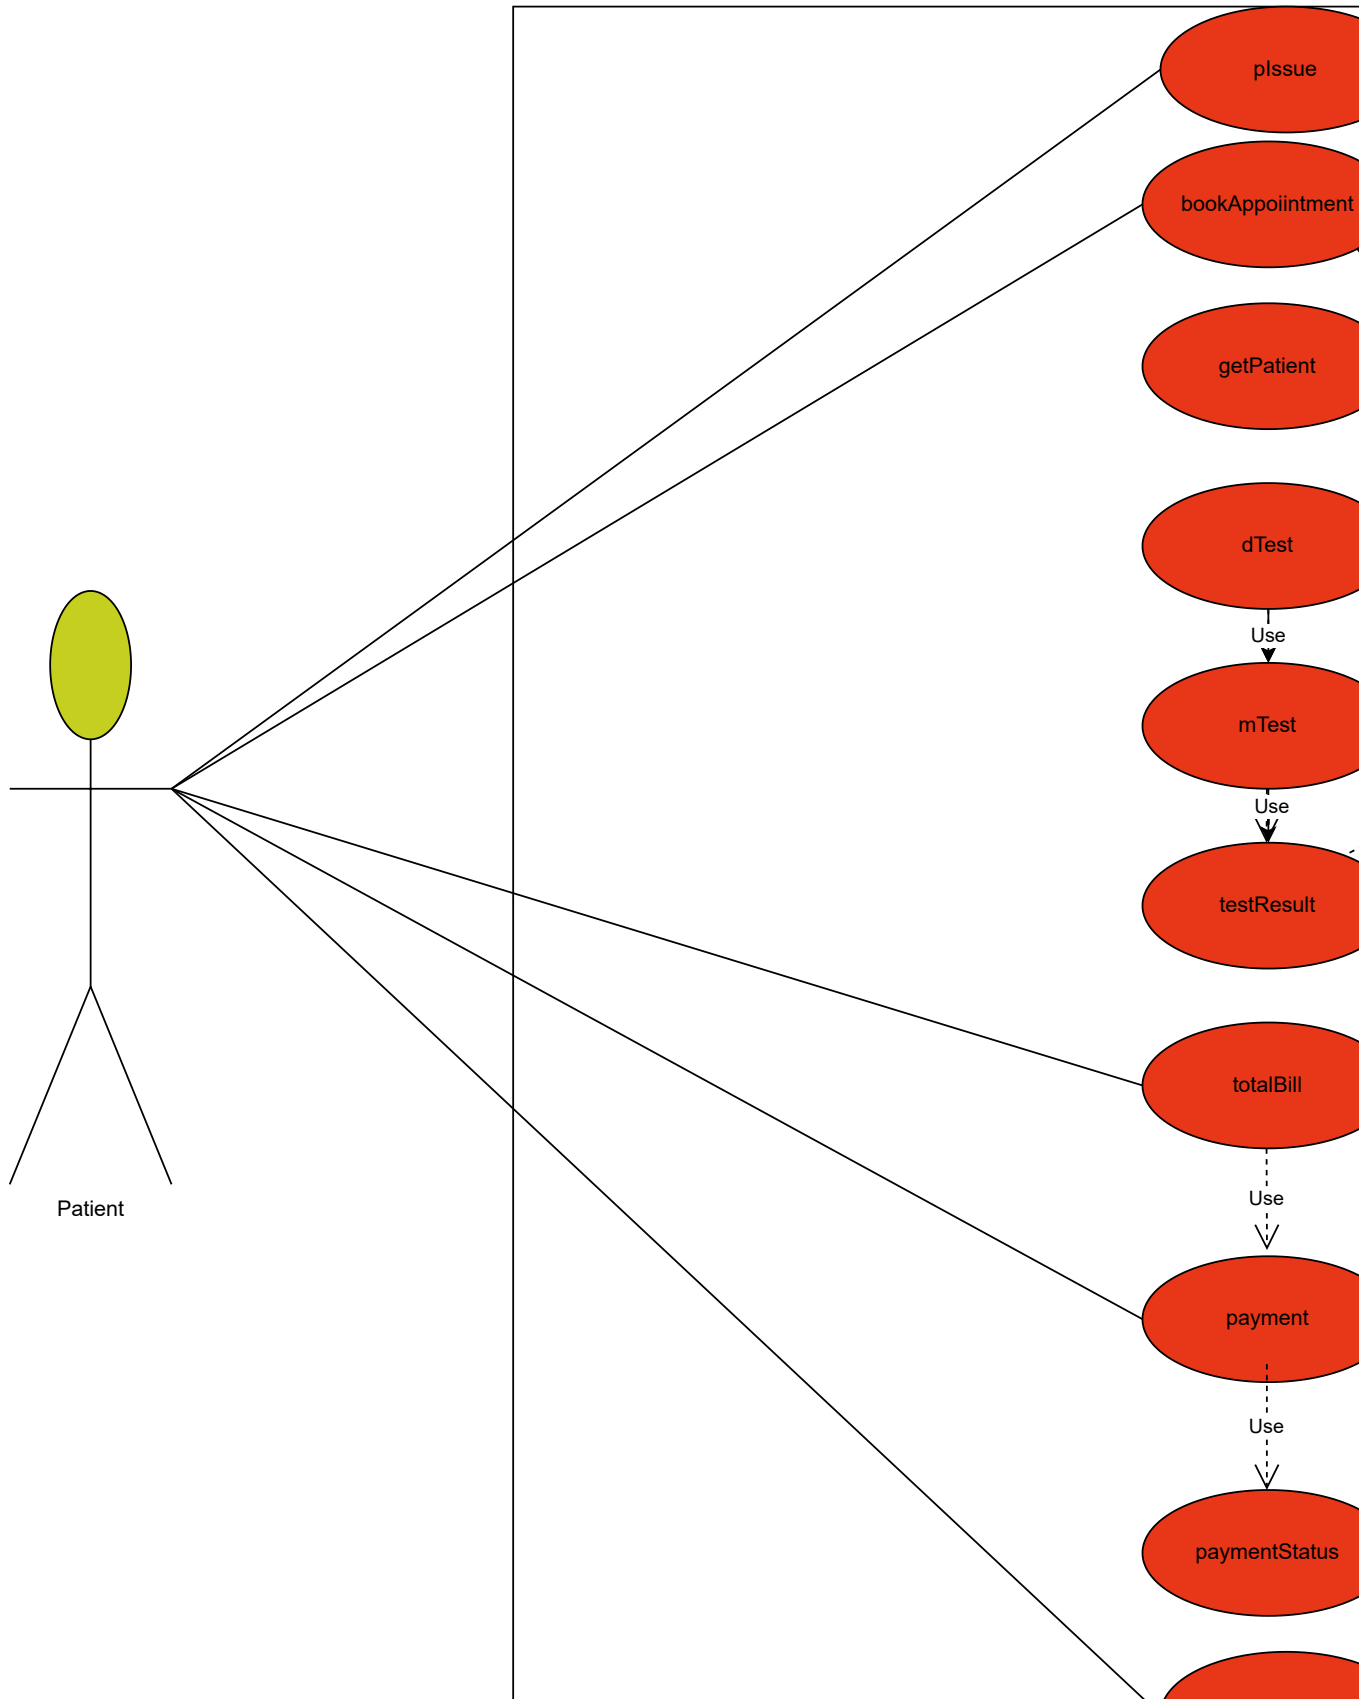 pIssue
bookAppoiintment
getPatient
dTest
Use
mTest
Use
testResult
totalBill
Use
Patient
payment
Use
paymentStatus